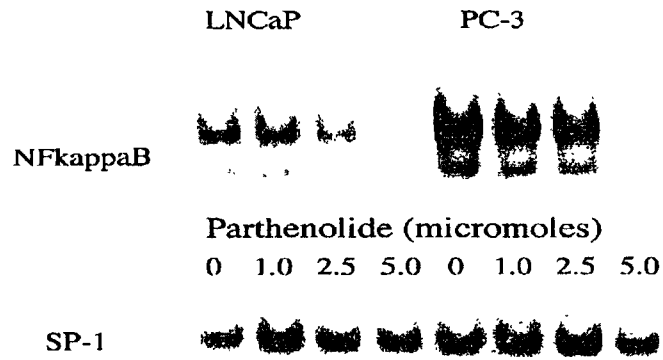 LNCaP PC-3
NFkappaB
Parthenolide (micromoles)
0 1.0 2.5 5.0 0 1.0 2.5 5.0
SP-1